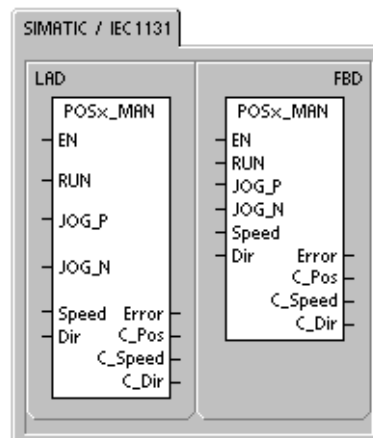 SIMATIC / IEC1131
LAD
POSx_MAN
EN
RUN
JOG_P
JOG_N
Speed Error
Dir C_Pos
C_Speed
C_Dir
FBD
POSx_MAN
EN
RUN
JOG_P
JOG_N
Speed
Dir Error
C_Pos
C_Speed
C_Dir